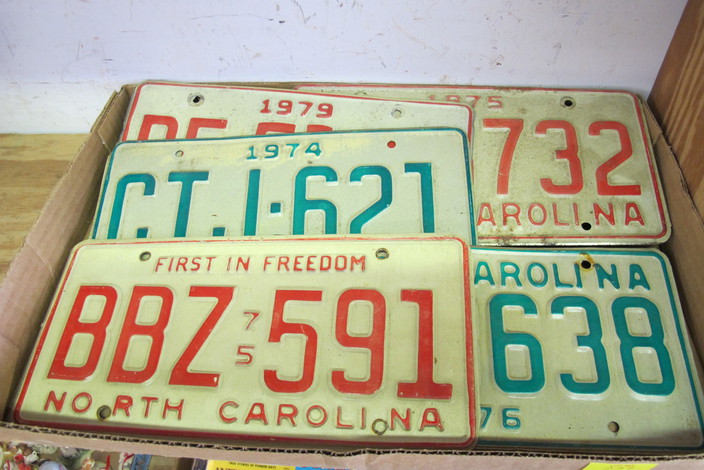 1979
1975
732
AROLINA
1974
CTJ·621
FIRST IN FREEDOM
BBZ 75 591
NORTH CAROLINA
AROLINA
638
76